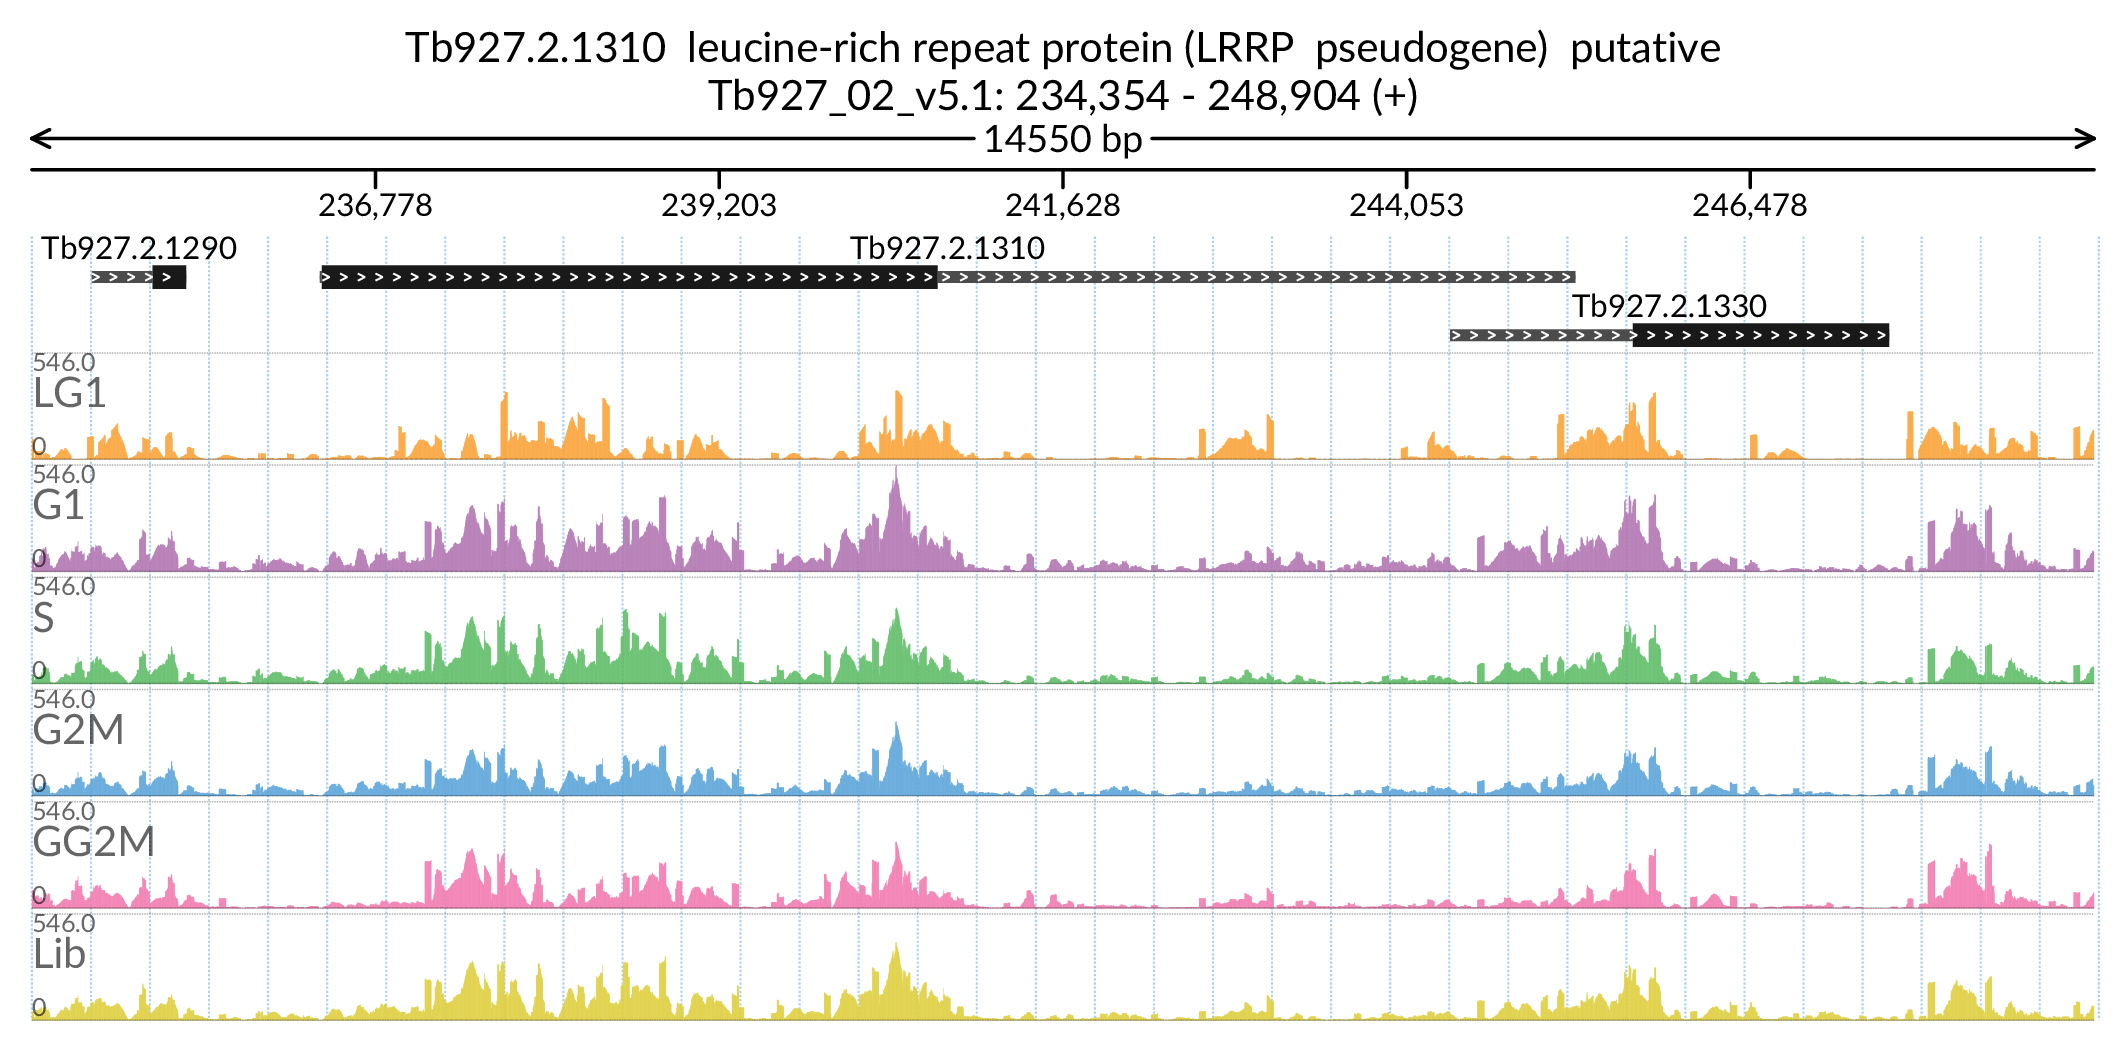 Tb927.2.1310  leucine-rich repeat protein (LRRP  pseudogene)  putative
Tb927_02_v5.1: 234,354 - 248,904 (+)
14550 bp
236,778 239,203 241,628 244,053 246,478
Tb927.2.1290 Tb927.2.1310
Tb927.2.1330
546.0
LG1
0
546.0
G1
0
546.0
S
0
546.0
G2M
0
546.0
GG2M
0
546.0
Lib
0